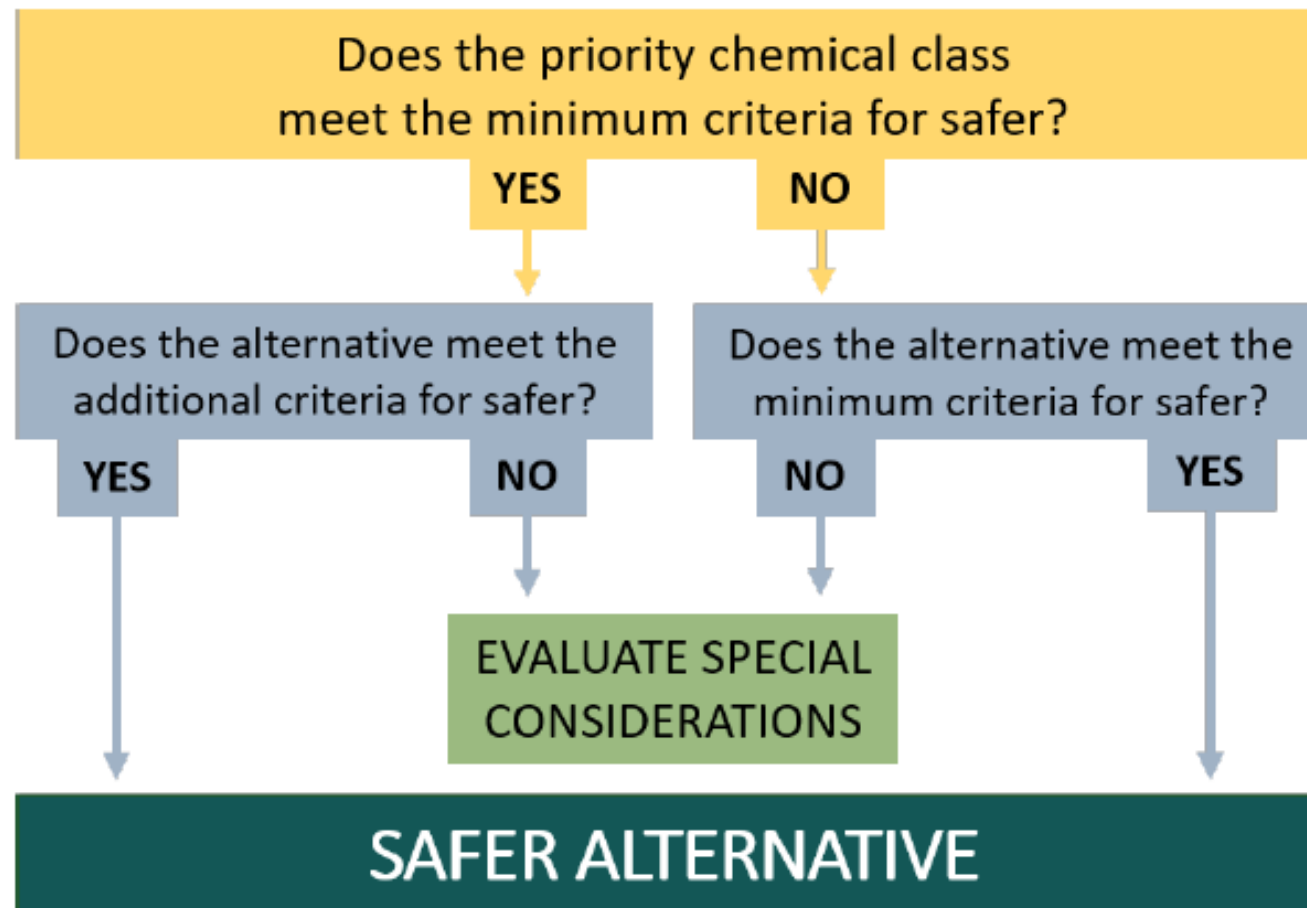 Does the priority chemical class
meet the minimum criteria for safer?
YES
NO
Does the alternative meet the
additional criteria for safer?
YES
NO
Does the alternative meet the
minimum criteria for safer?
NO
YES
EVALUATE SPECIAL
CONSIDERATIONS
SAFER ALTERNATIVE